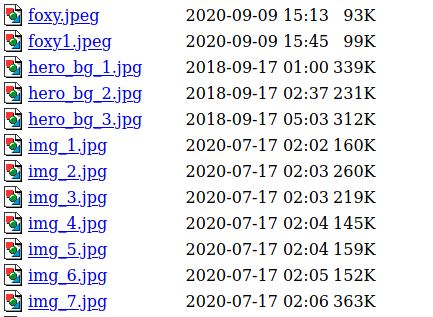 foxy.jpeg 2020-09-09 15:13 93K
foxy1.jpeg 2020-09-09 15:45 99K
hero_bg_1.jpg 2018-09-17 01:00 339K
hero_bg_2.jpg 2018-09-17 02:37 231K
hero_bg_3.jpg 2018-09-17 05:03 312K
img_1.jpg 2020-07-17 02:02 160K
img_2.jpg 2020-07-17 02:03 260K
img_3.jpg 2020-07-17 02:03 219K
img_4.jpg 2020-07-17 02:04 145K
img_5.jpg 2020-07-17 02:04 159K
img_6.jpg 2020-07-17 02:05 152K
img_7.jpg 2020-07-17 02:06 363K